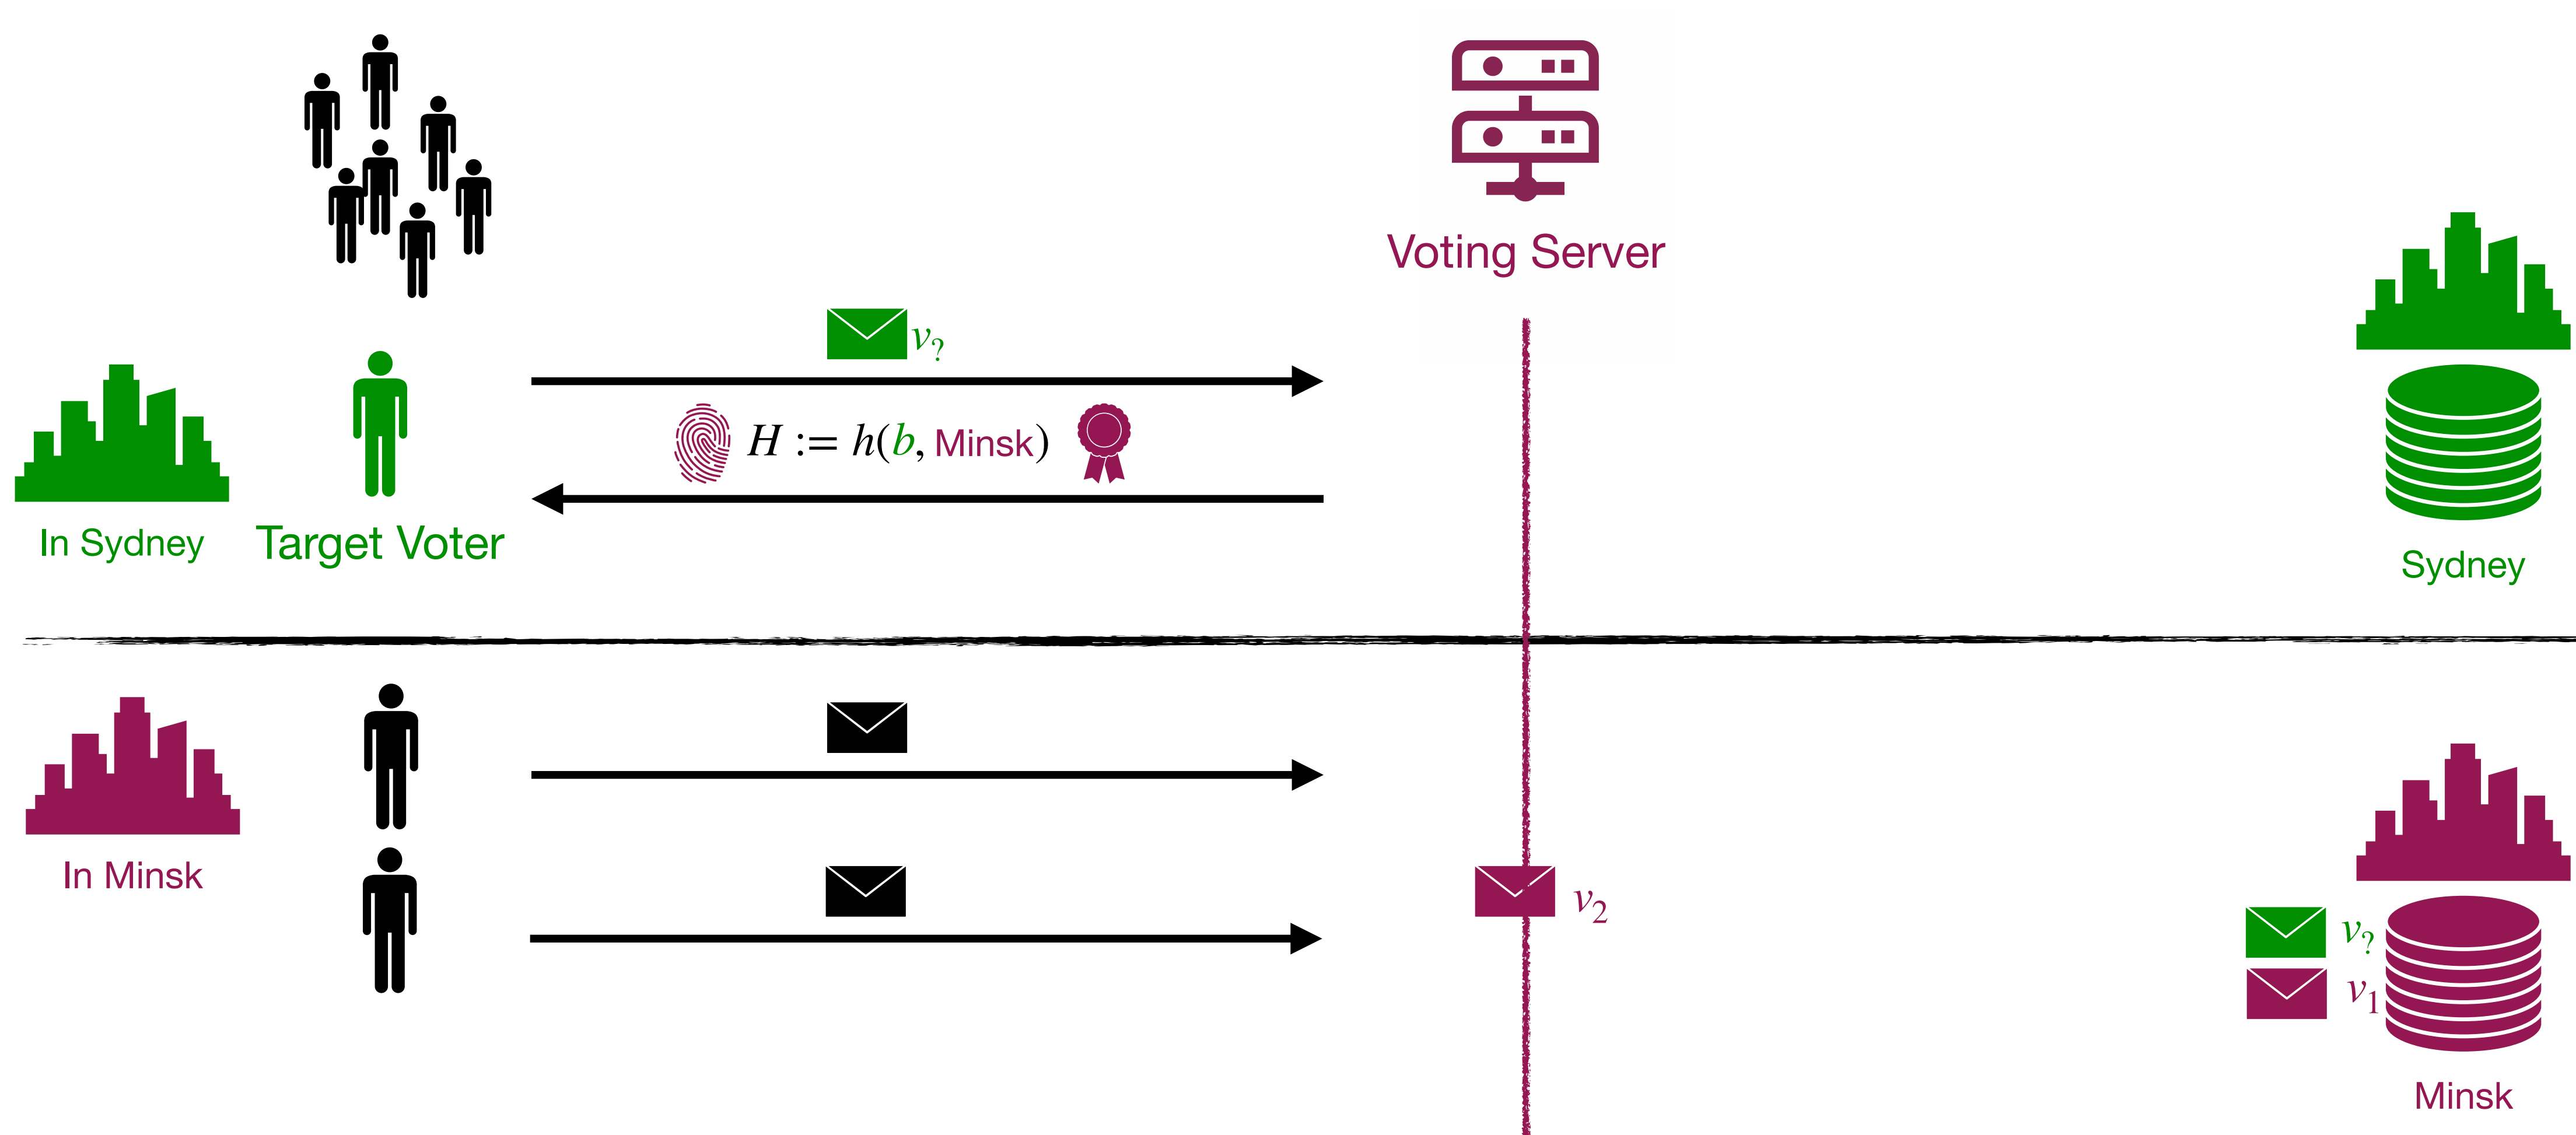 Voting Server
v?
H := h(b, Minsk)
In Sydney
Target Voter
Sydney
In Minsk
v2
v?
v1
Minsk